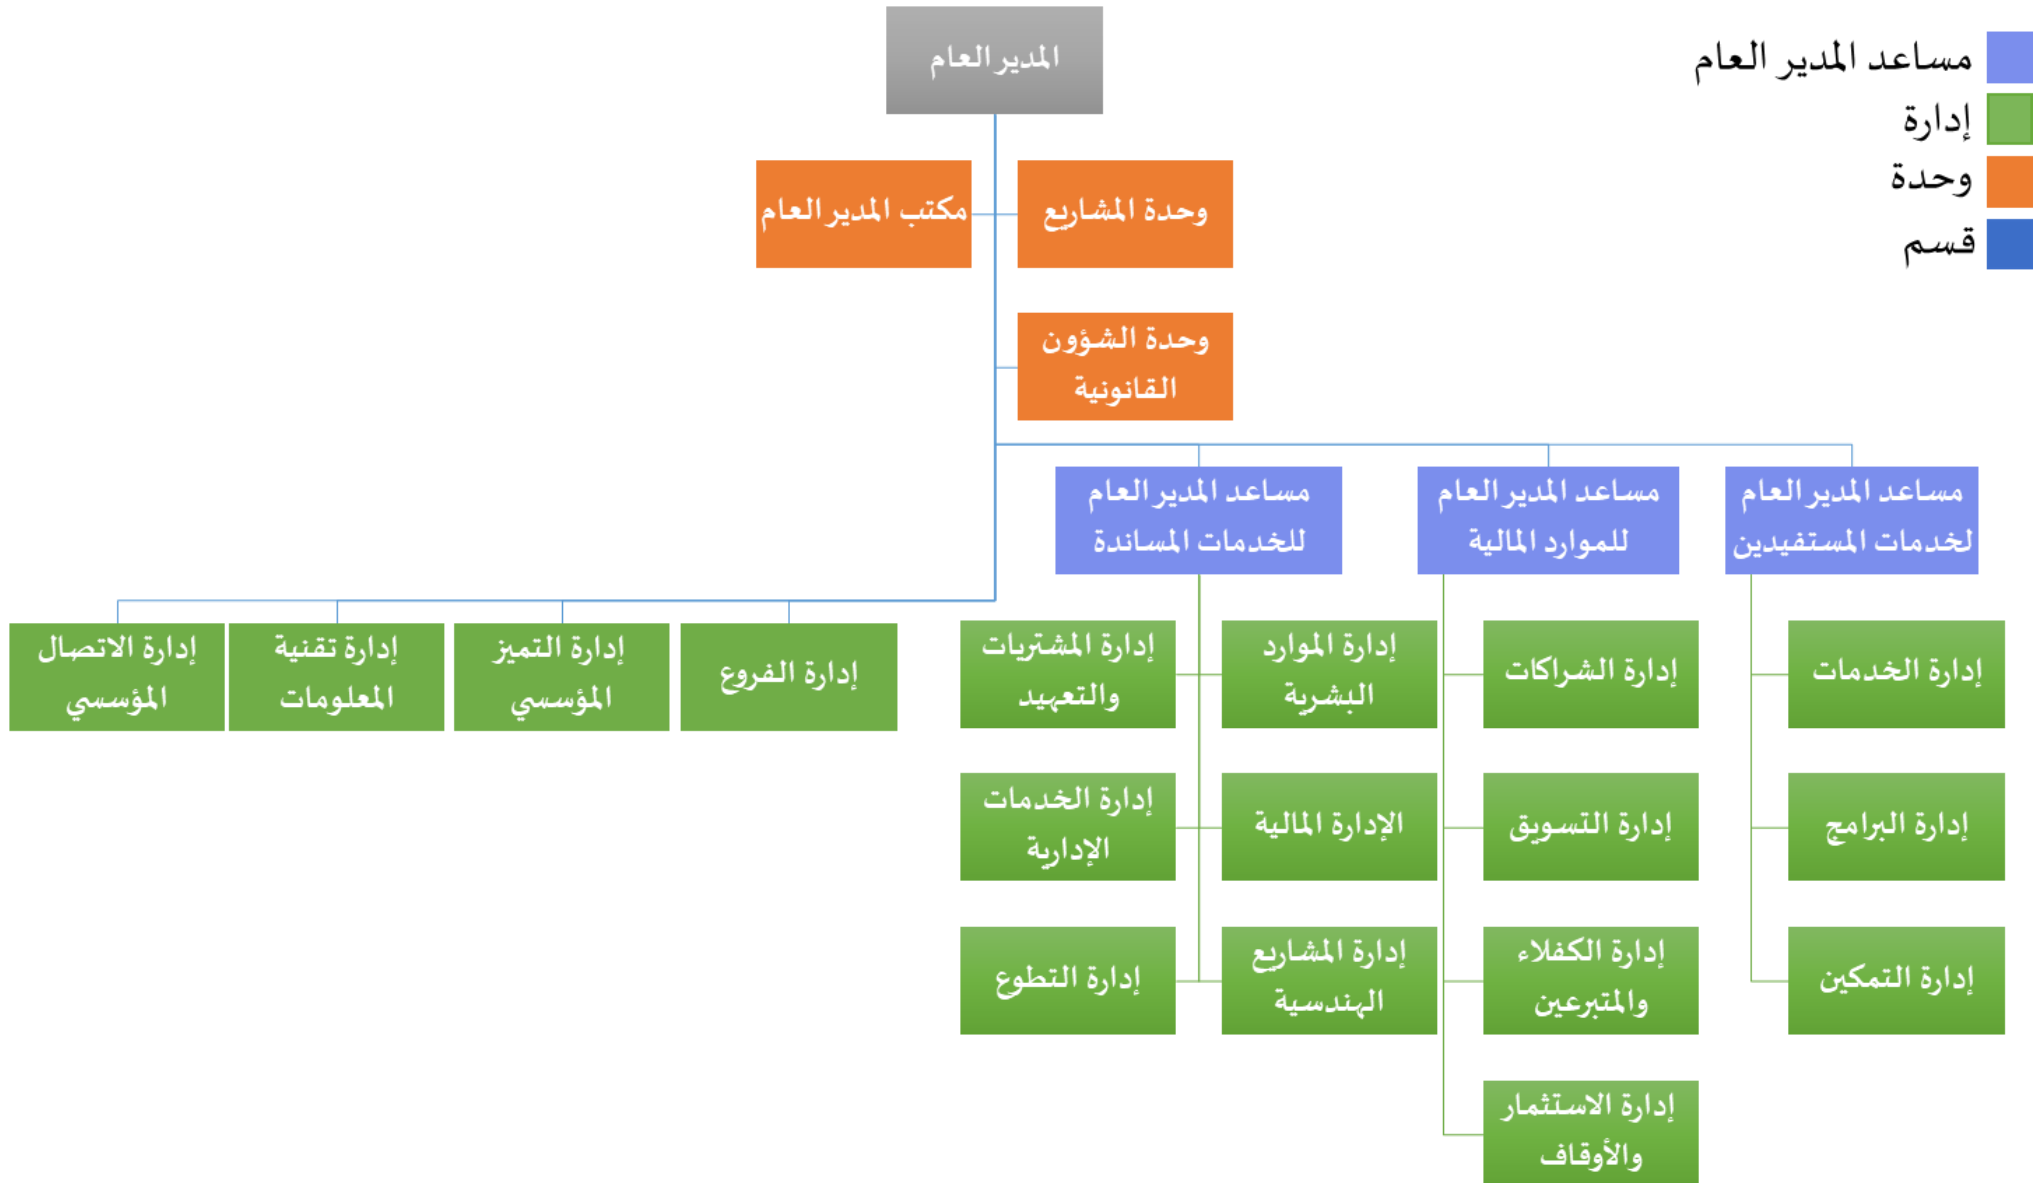 المدير العام
مساعد المدير العام
إدارة
وحدة
قسم
وحدة المشاريع
مكتب المدير العام
وحدة الشؤون
القانونية
مساعد المدير العام
لخدمات المستفيدين
مساعد المدير العام
للموارد المالية
مساعد المدير العام
للخدمات المساندة
إدارة الخدمات
إدارة البرامج
إدارة التمكين
إدارة الشراكات
إدارة التسويق
إدارة الكفلاء
والمتبرعين
إدارة الاستثمار
والأوقاف
إدارة الموارد
البشرية
إدارة المشتريات
والتعهيد
الإدارة المالية
إدارة الخدمات
الإدارية
إدارة المشاريع
الهندسية
إدارة التطوع
إدارة الفروع
إدارة التميز
المؤسسي
إدارة تقنية
المعلومات
إدارة الاتصال
المؤسسي